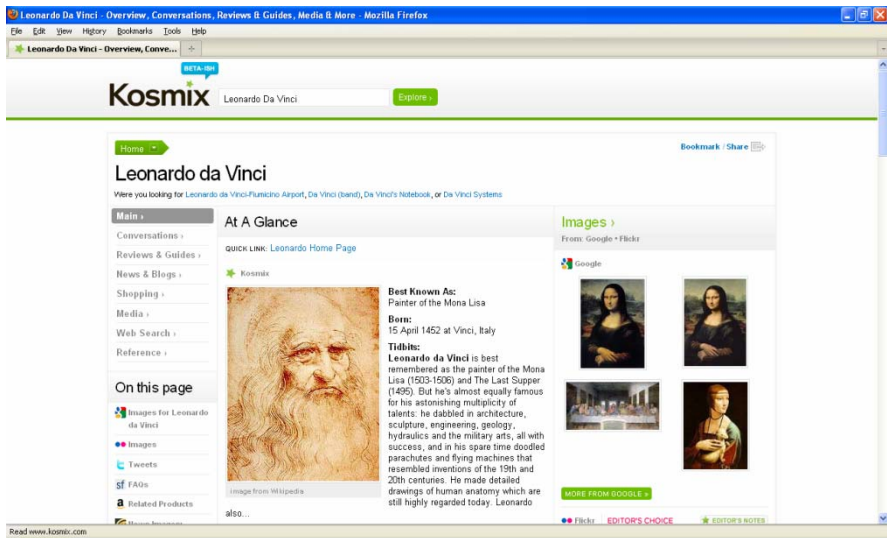 Leonardo Da Vinci - Overview, Conversations, Reviews & Guides, Media & More - Mozilla Firefox
File Edit View History Bookmarks Tools Help
Leonardo Da Vinci - Overview, Conve...
BETA-ISH
Kosmix
Leonardo Da Vinci
Explore ›
Home
Bookmark / Share
Leonardo da Vinci
Were you looking for Leonardo da Vinci-Fiumicino Airport, Da Vinci (band), Da Vinci's Notebook, or Da Vinci Systems
Main ›
Conversations ›
Reviews & Guides ›
News & Blogs ›
Shopping ›
Media ›
Web Search ›
Reference ›
On this page
Images for Leonardo
da Vinci
Images
Tweets
sf FAQs
a Related Products
At A Glance
QUICK LINK: Leonardo Home Page
Kosmix
image from Wikipedia
Best Known As:
Painter of the Mona Lisa
Born:
15 April 1452 at Vinci, Italy
Tidbits:
Leonardo da Vinci is best
remembered as the painter of the Mona
Lisa (1503-1506) and The Last Supper
(1495). But he's almost equally famous
for his astonishing multiplicity of
talents: he dabbled in architecture,
sculpture, engineering, geology,
hydraulics and the military arts, all with
success, and in his spare time doodled
parachutes and flying machines that
resembled inventions of the 19th and
20th centuries. He made detailed
drawings of human anatomy which are
still highly regarded today. Leonardo
also...
Images ›
From: Google • Flickr
Google
MORE FROM GOOGLE »
Flickr EDITOR'S CHOICE EDITOR'S NOTES
Read www.kosmix.com